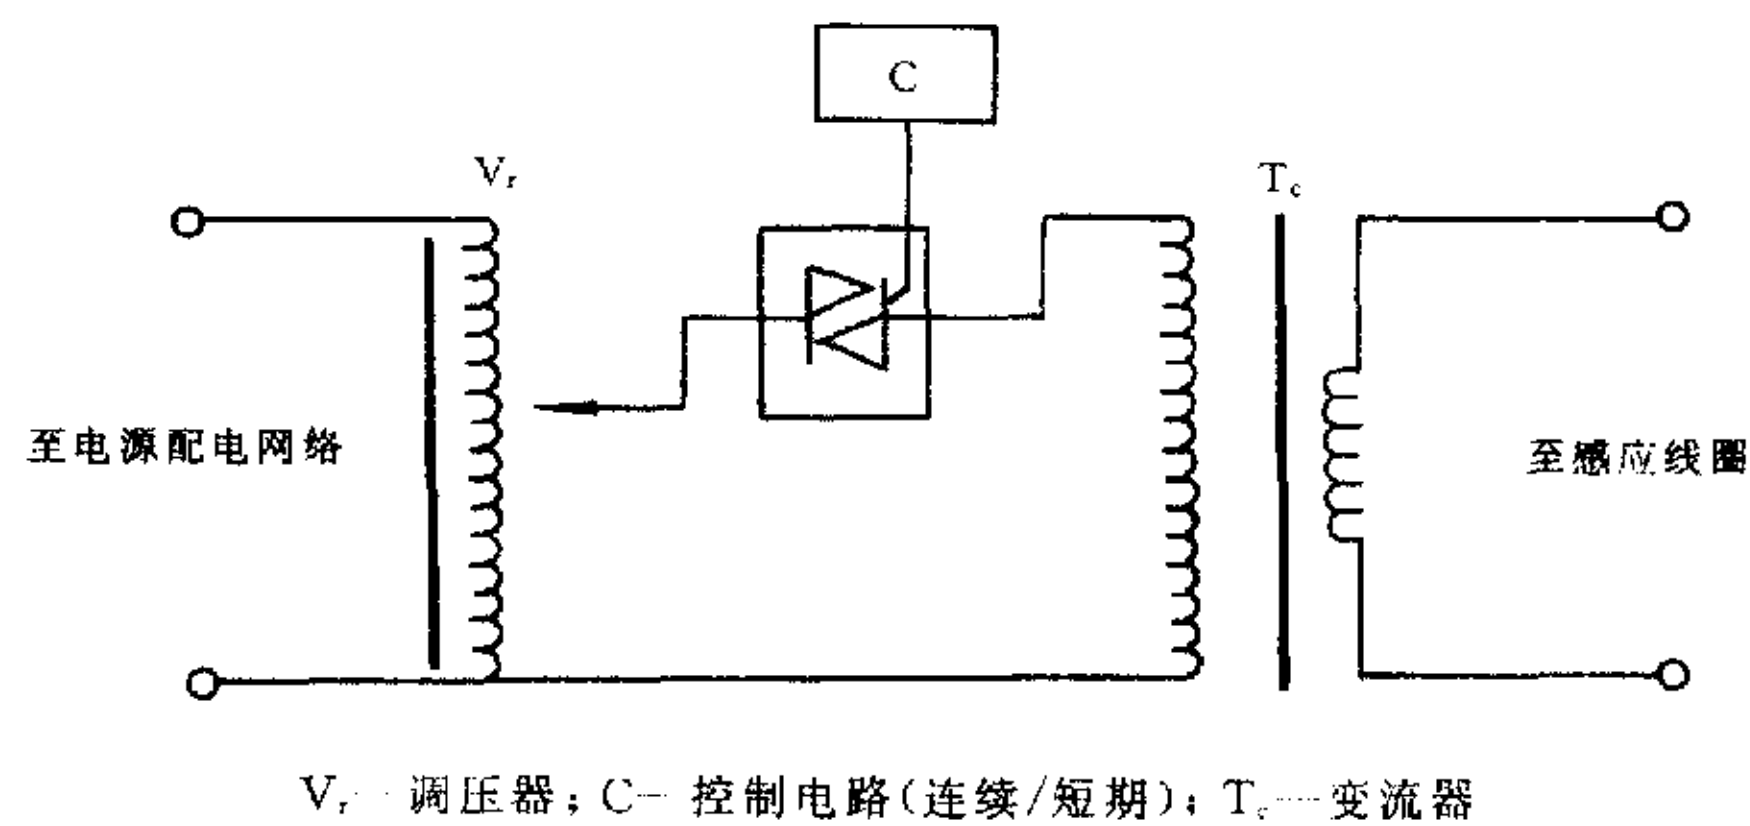 C
Vr
Tc
至电源配电网络
至感应线圈
Vr—调压器；C—控制电路(连续/短期)；Tc—变流器